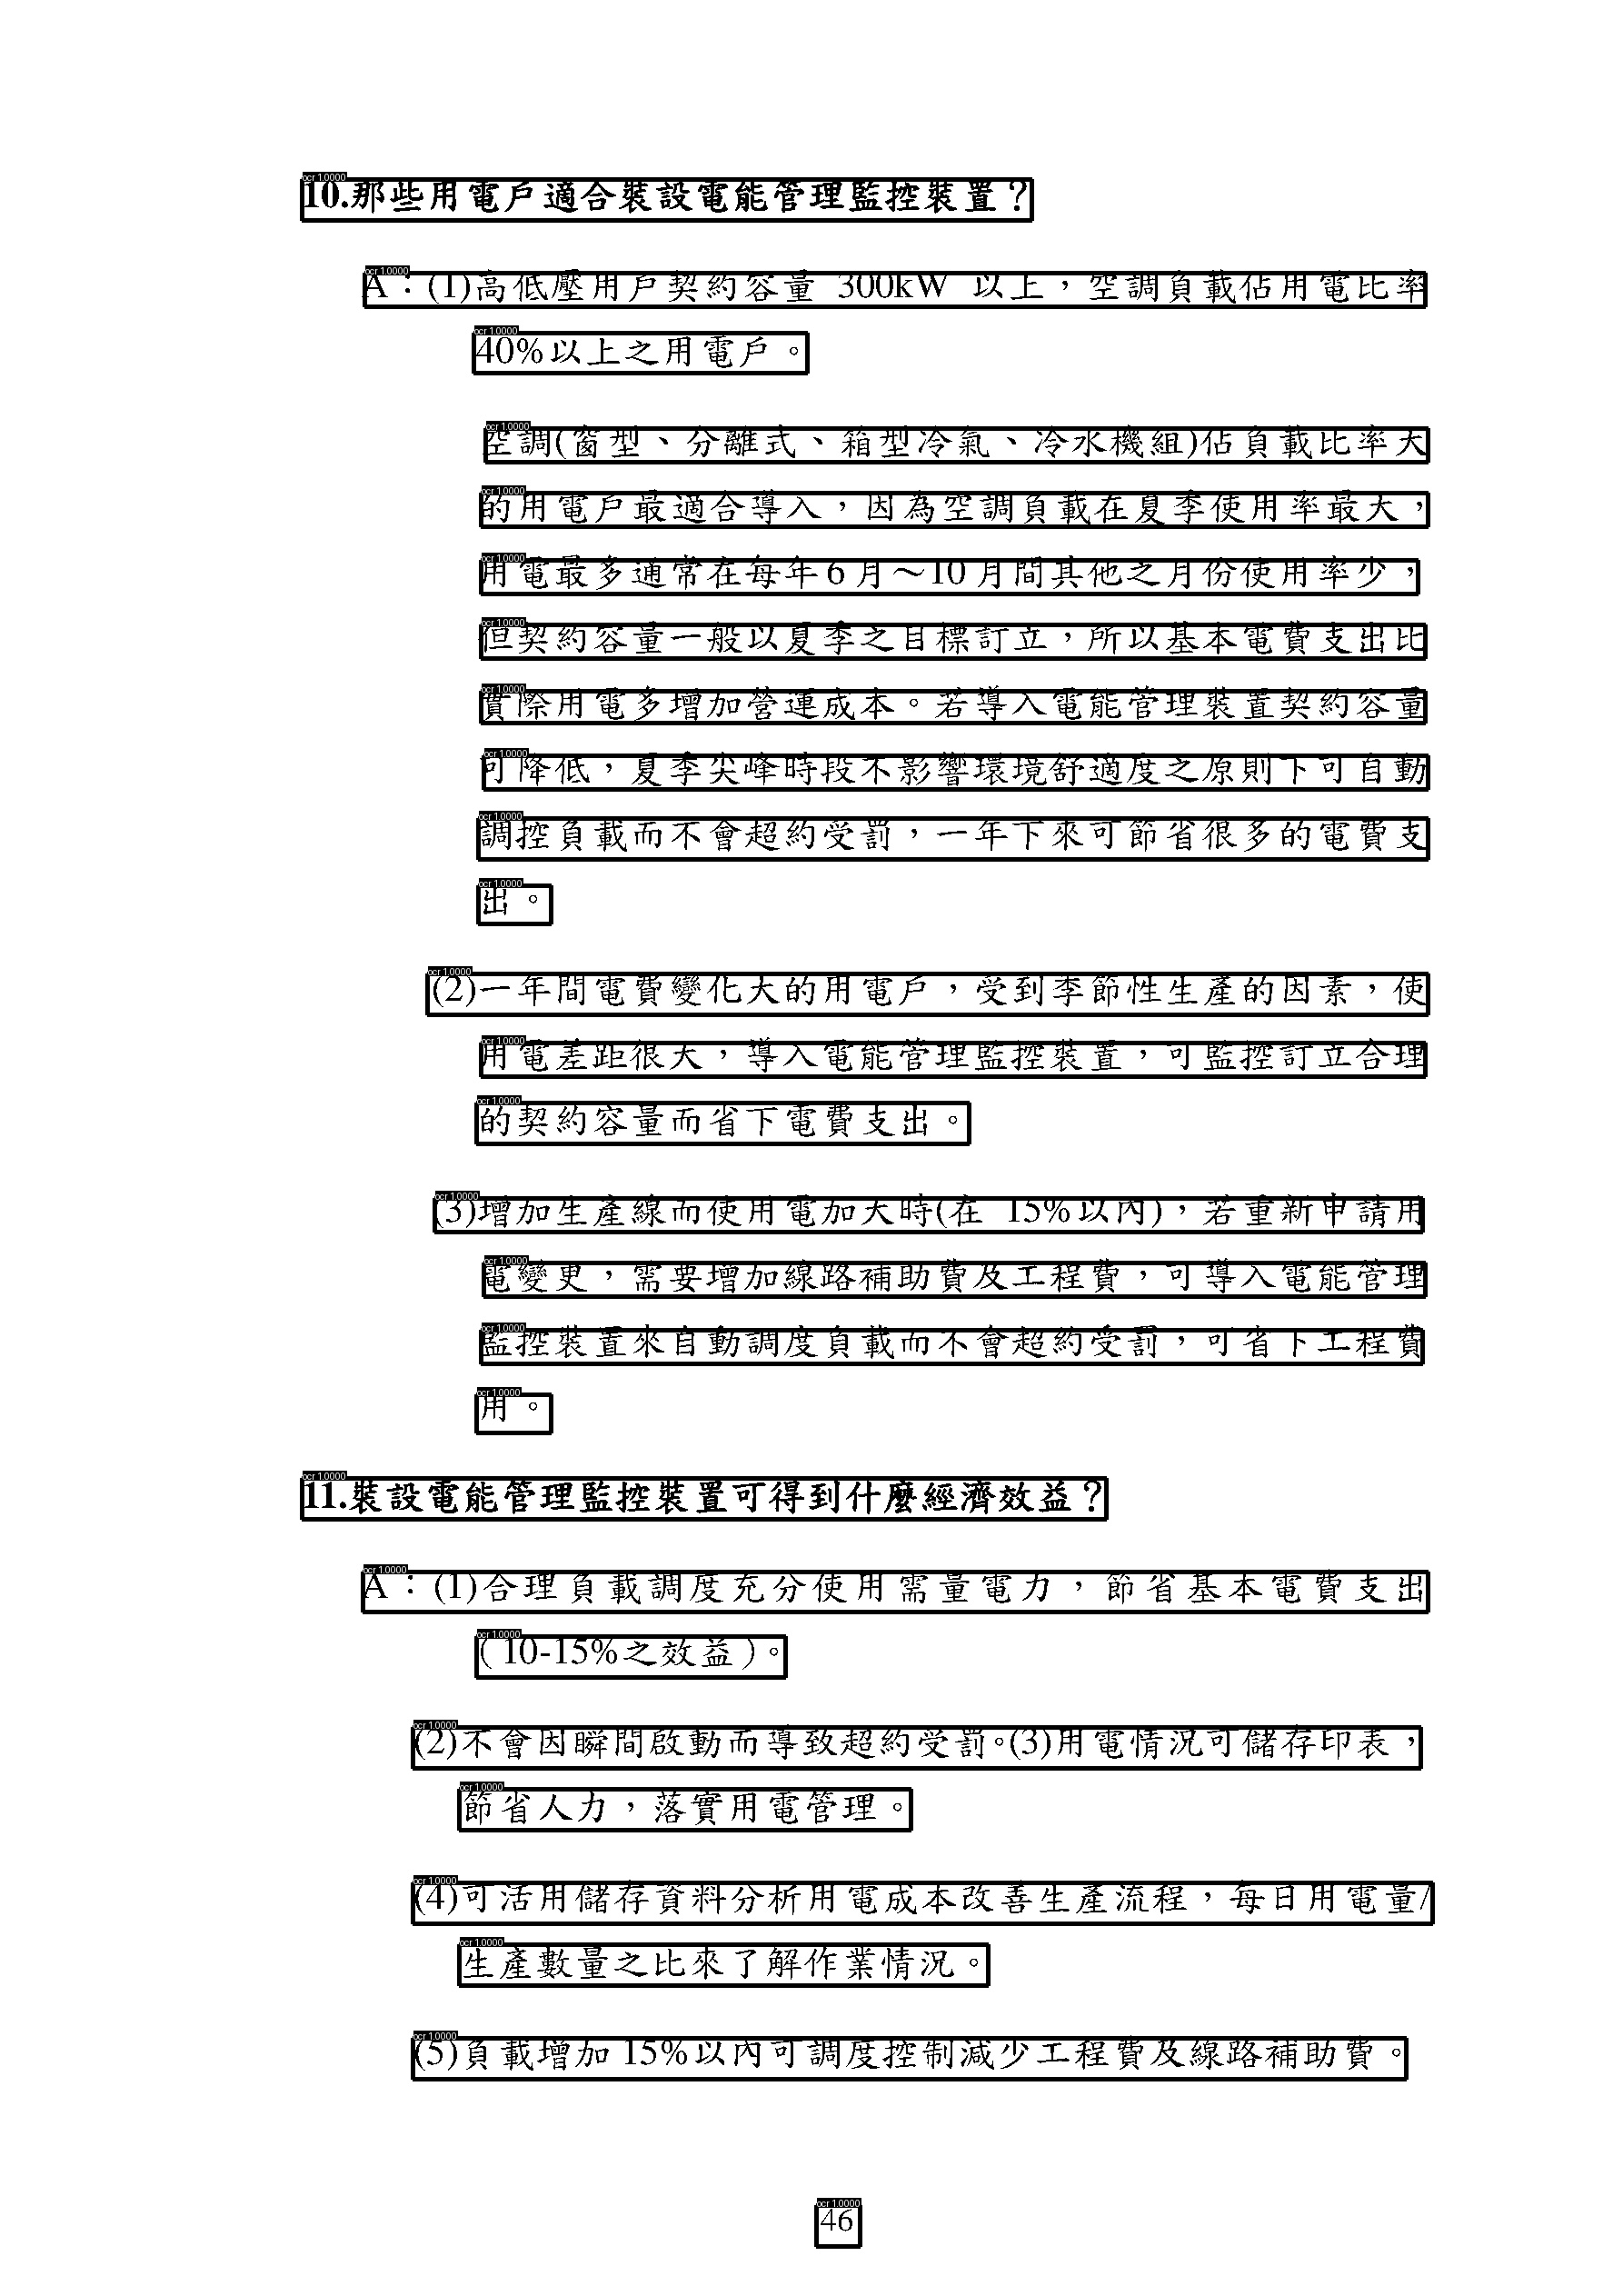 10.那些用電戶適合裝設電能管理監控裝置？
A：(1)高低壓用戶契約容量 300kW 以上，空調負載佔用電比率
40%以上之用電戶。
空調(窗型、分離式、箱型冷氣、冷水機組)佔負載比率大
的用電戶最適合導入，因為空調負載在夏季使用率最大，
用電最多通常在每年 6 月～10 月間其他之月份使用率少，
但契約容量一般以夏季之目標訂立，所以基本電費支出比
實際用電多增加營運成本。若導入電能管理裝置契約容量
可降低，夏季尖峰時段不影響環境舒適度之原則下可自動
調控負載而不會超約受罰，一年下來可節省很多的電費支
出。
(2)一年間電費變化大的用電戶，受到季節性生產的因素，使
用電差距很大，導入電能管理監控裝置，可監控訂立合理
的契約容量而省下電費支出。
(3)增加生產線而使用電加大時(在 15%以內)，若重新申請用
電變更，需要增加線路補助費及工程費，可導入電能管理
監控裝置來自動調度負載而不會超約受罰，可省下工程費
用。
11.裝設電能管理監控裝置可得到什麼經濟效益？
A：(1)合理負載調度充分使用需量電力，節省基本電費支出
（10-15%之效益）。
(2)不會因瞬間啟動而導致超約受罰。(3)用電情況可儲存印表，
節省人力，落實用電管理。
(4)可活用儲存資料分析用電成本改善生產流程，每日用電量/
生產數量之比來了解作業情況。
(5)負載增加 15%以內可調度控制減少工程費及線路補助費。
46